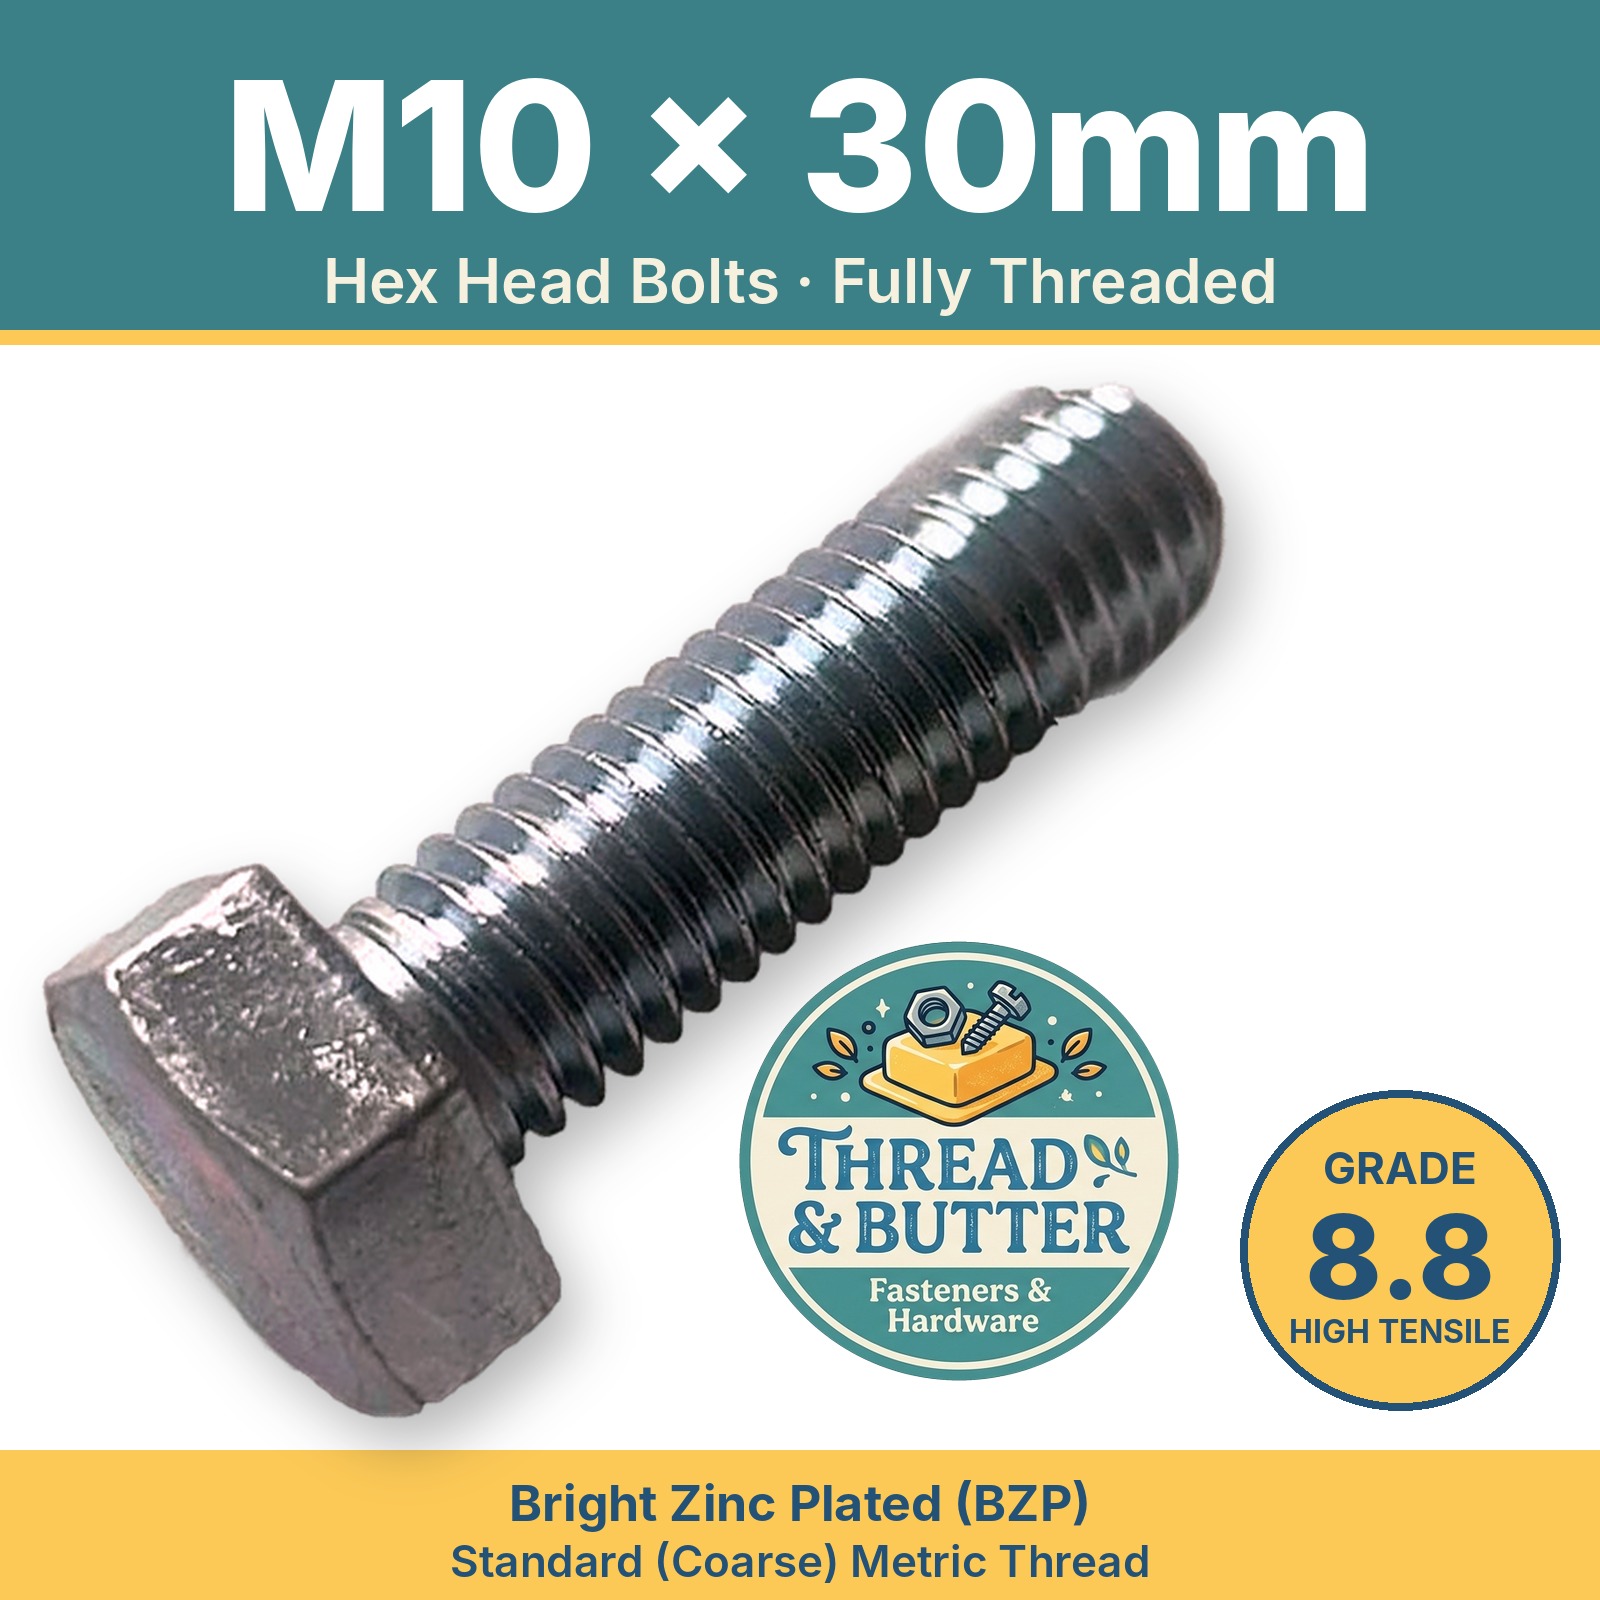 M10 × 30mm
Hex Head Bolts · Fully Threaded
THREAD
& BUTTER
Fasteners &
Hardware
GRADE
8.8
HIGH TENSILE
Bright Zinc Plated (BZP)
Standard (Coarse) Metric Thread